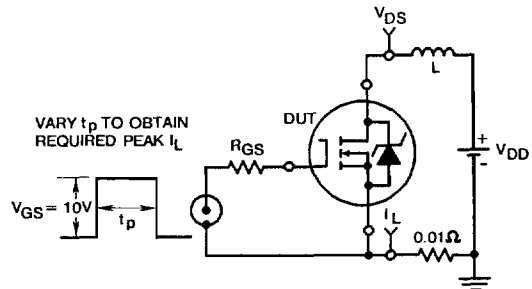 VDS
L
VARY tp TO OBTAIN
REQUIRED PEAK IL
DUT
RGS
VGS = 10V
tp
+
VDD
-
IL
0.01Ω